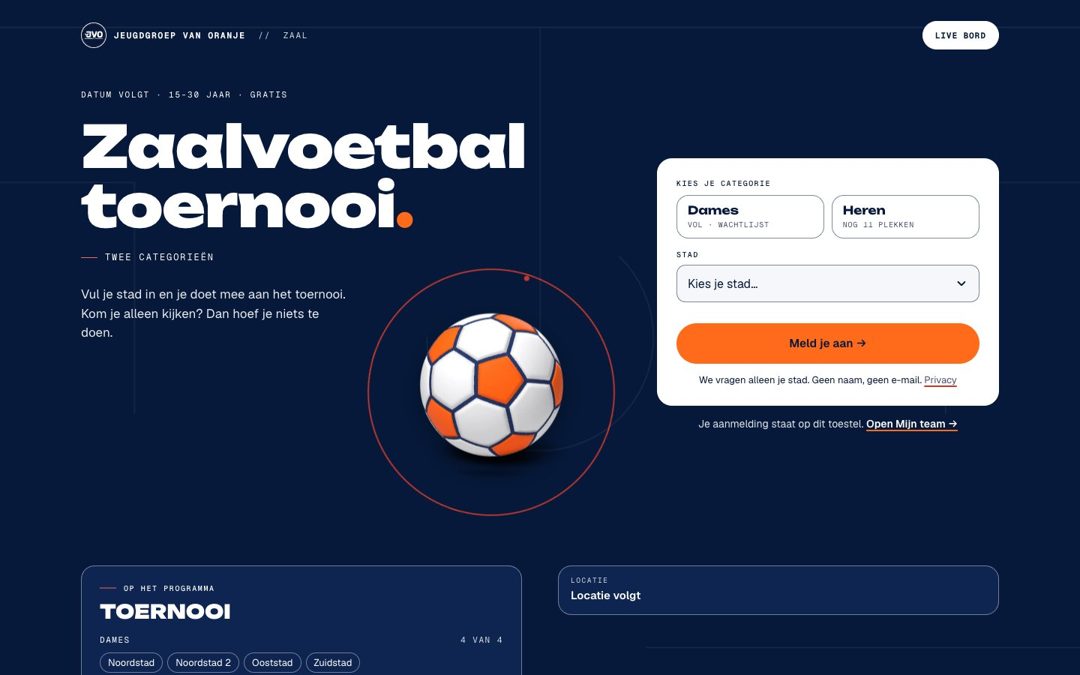 JVO JEUGDGROEP VAN ORANJE // ZAAL
LIVE BORD
DATUM VOLGT · 15-30 JAAR · GRATIS
Zaalvoetbal
toernooi.
TWEE CATEGORIEËN
Vul je stad in en je doet mee aan het toernooi.
Kom je alleen kijken? Dan hoef je niets te
doen.
KIES JE CATEGORIE
Dames
VOL · WACHTLIJST
Heren
NOG 11 PLEKKEN
STAD
Kies je stad…
Meld je aan →
We vragen alleen je stad. Geen naam, geen e-mail. Privacy
Je aanmelding staat op dit toestel. Open Mijn team →
OP HET PROGRAMMA
TOERNOOI
DAMES 4 VAN 4
Noordstad Noordstad 2 Ooststad Zuidstad
LOCATIE
Locatie volgt